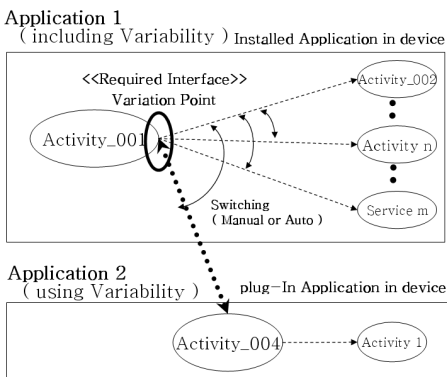 Application 1
( including Variability ) Installed Application in device
<<Required Interface>>
Variation Point
Activity_001
Activity_002
Activity n
Service m
Switching
( Manual or Auto )
Application 2
( using Variability ) plug-In Application in device
Activity_004
Activity 1